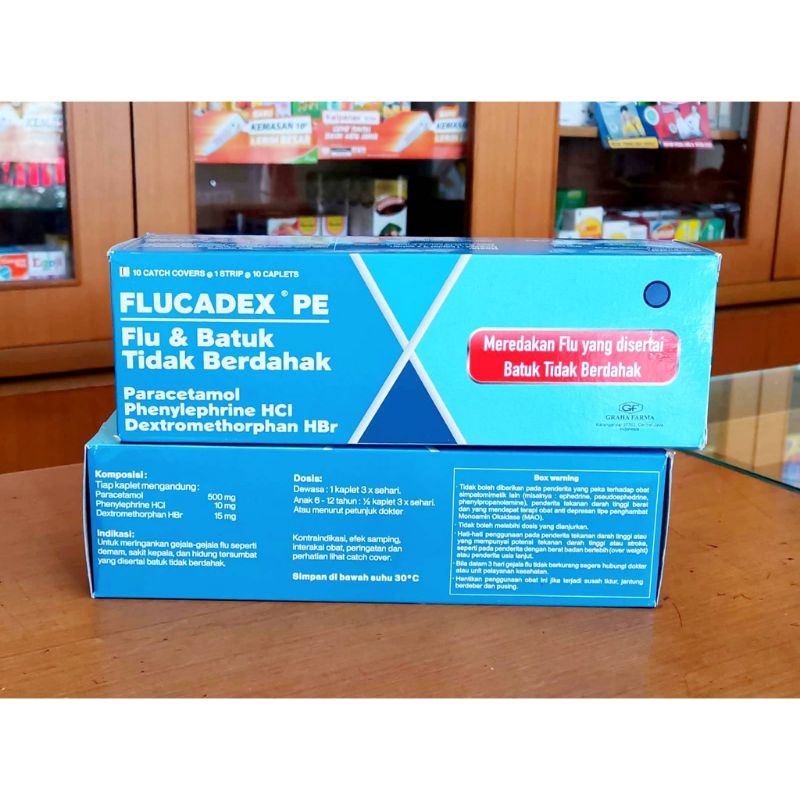 KEMASAN 10'
LEBIH BESAR
Kalpanax
KEMASAN
10 CATCH COVERS @ 1 STRIP @ 10 CAPLETS
FLUCADEX® PE
Flu & Batuk
Tidak Berdahak
Paracetamol
Phenylephrine HCl
Dextromethorphan HBr
Meredakan Flu yang disertai
Batuk Tidak Berdahak
GF
GRAHA FARMA
Indonesia
Komposisi :
Tiap kaplet mengandung :
Paracetamol 500 mg
Phenylephrine HCl 10 mg
Dextromethorphan HBr 15 mg
Indikasi:
Untuk meringankan gejala-gejala flu seperti
demam, sakit kepala, dan hidung tersumbat
yang disertai batuk tidak berdahak.
Dosis:
Dewasa : 1 kaplet 3 x sehari.
Anak 6 - 12 tahun : ½ kaplet 3 x sehari.
Atau menurut petunjuk dokter
Kontraindikasi, efek samping,
interaksi obat, peringatan dan
perhatian lihat catch cover.
Simpan di bawah suhu 30°C
Box warning
- Tidak boleh diberikan pada penderita yang peka terhadap obat
simpatomimetik lain (misalnya : ephedrine, pseudoephedrine,
phenylpropanolamine), penderita tekanan darah tinggi berat
dan yang mendapat terapi obat anti depresan tipe penghambat
Monoamin Oksidase (MAO).
- Tidak boleh melebihi dosis yang dianjurkan.
- Hati-hati penggunaan pada penderita tekanan darah tinggi atau
yang mempunyai potensi tekanan darah tinggi atau stroke,
seperti pada penderita dengan berat badan berlebih (over weight)
atau penderita usia lanjut.
- Bila dalam 3 hari gejala flu tidak berkurang segera hubungi dokter
atau unit pelayanan kesehatan.
- Hentikan penggunaan obat ini jika terjadi susah tidur, jantung
berdebar dan pusing.